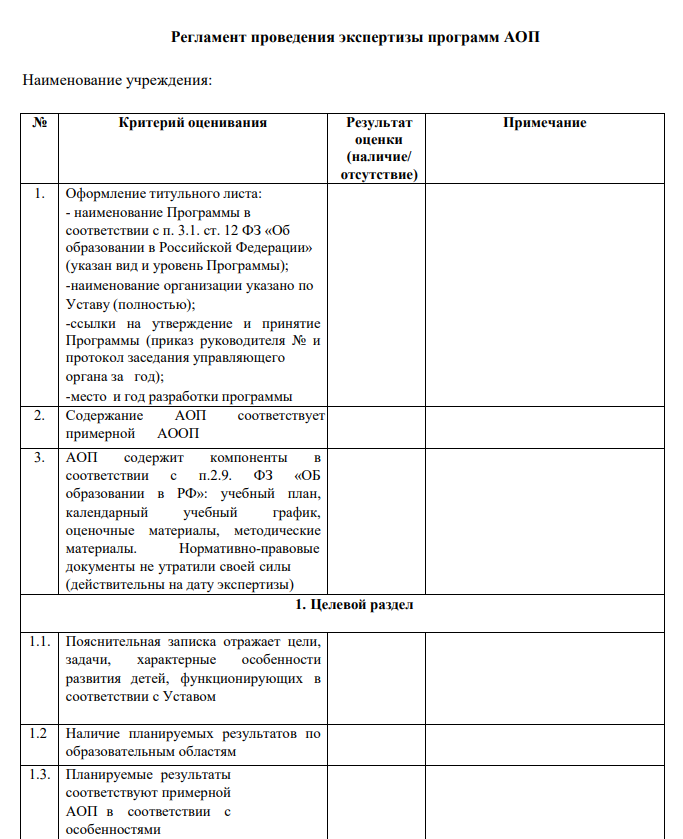 Регламент проведения экспертизы программ АОП
Наименование учреждения:
№ Критерий оценивания Результат оценки (наличие/ отсутствие) Примечание
1. Оформление титульного листа:
- наименование Программы в
соответствии с п. 3.1. ст. 12 ФЗ «Об
образовании в Российской Федерации»
(указан вид и уровень Программы);
-наименование организации указано по
Уставу (полностью);
-ссылки на утверждение и принятие
Программы (приказ руководителя № и
протокол заседания управляющего
органа за год);
-место и год разработки программы
2. Содержание АОП соответствует
примерной АООП
3. АОП содержит компоненты в
соответствии с п.2.9. ФЗ «ОБ
образовании в РФ»: учебный план,
календарный учебный график,
оценочные материалы, методические
материалы. Нормативно-правовые
документы не утратили своей силы
(действительны на дату экспертизы)
1. Целевой раздел
1.1. Пояснительная записка отражает цели,
задачи, характерные особенности
развития детей, функционирующих в
соответствии с Уставом
1.2 Наличие планируемых результатов по
образовательным областям
1.3. Планируемые результаты
соответствуют примерной
АОП в соответствии с
особенностями